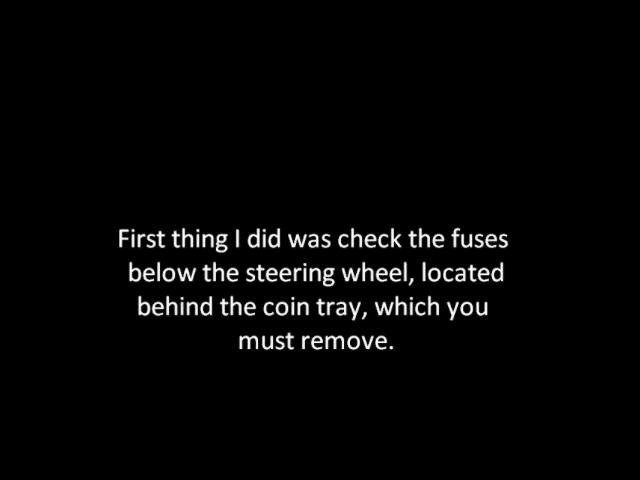 First thing I did was check the fuses
below the steering wheel, located
behind the coin tray, which you
must remove.